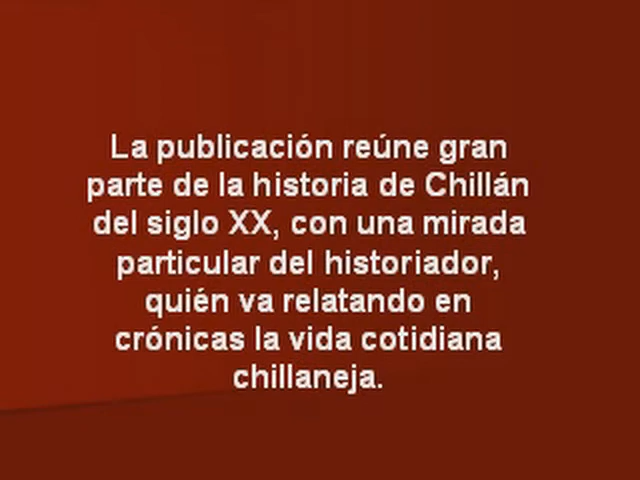 La publicación reúne gran
parte de la historia de Chillán
del siglo XX, con una mirada
particular del historiador,
quién va relatando en
crónicas la vida cotidiana
chillaneja.